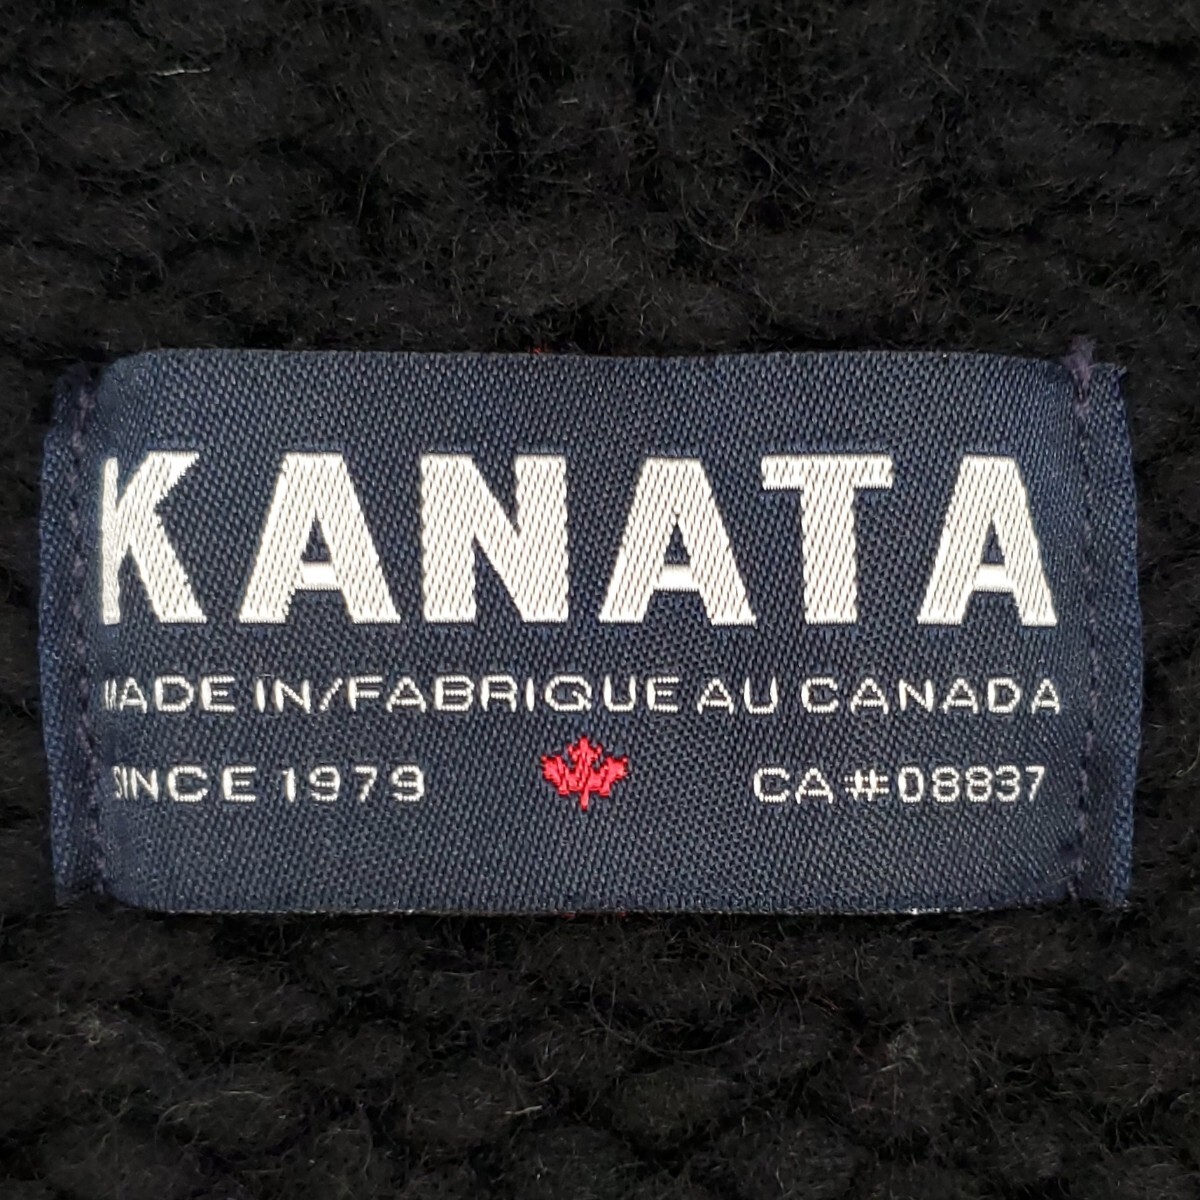 KANATA
MADE IN/FABRIQUE AU CANADA
SINCE 1979 CA#08837